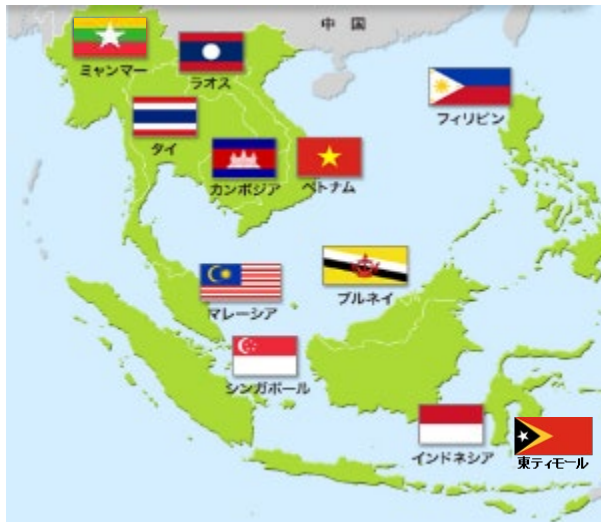 中国
ミャンマー
ラオス
フィリピン
タイ
カンボジア
ベトナム
ブルネイ
マレーシア
シンガポール
インドネシア
東ティモール